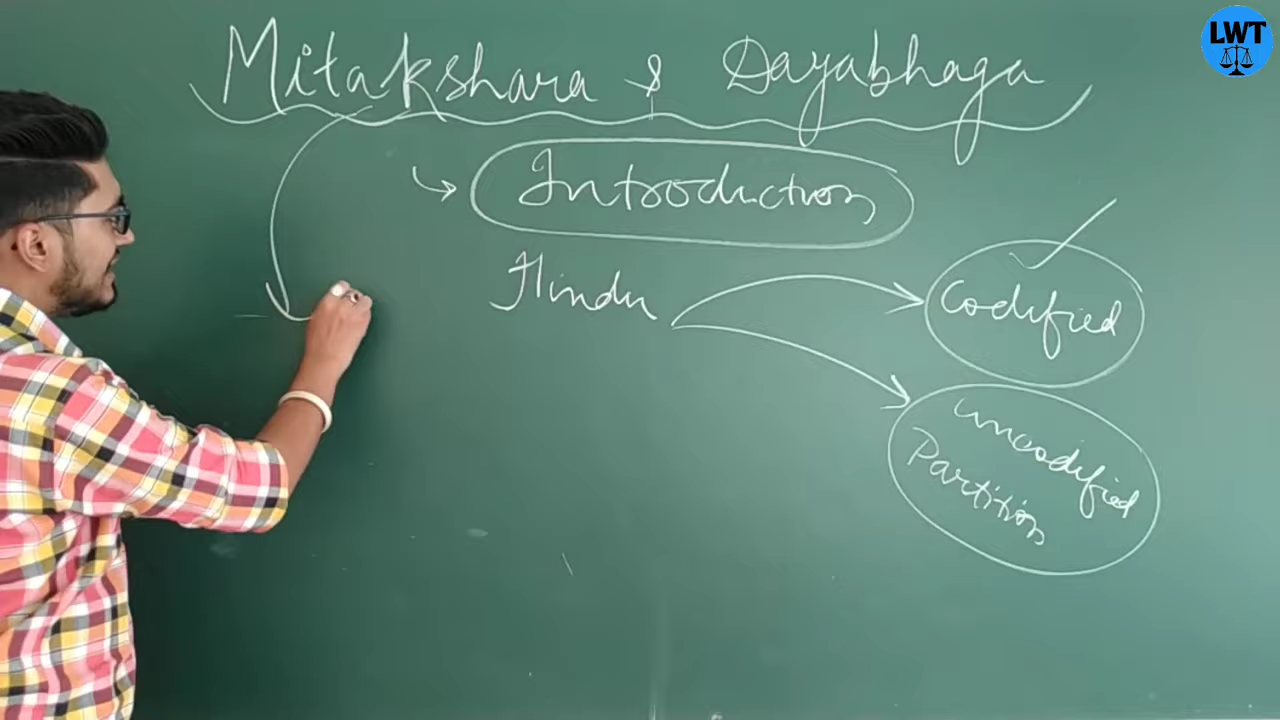 Mitakshara & Dayabhaga
Introduction
Hindu
Codified
uncodified
Partition
LWT